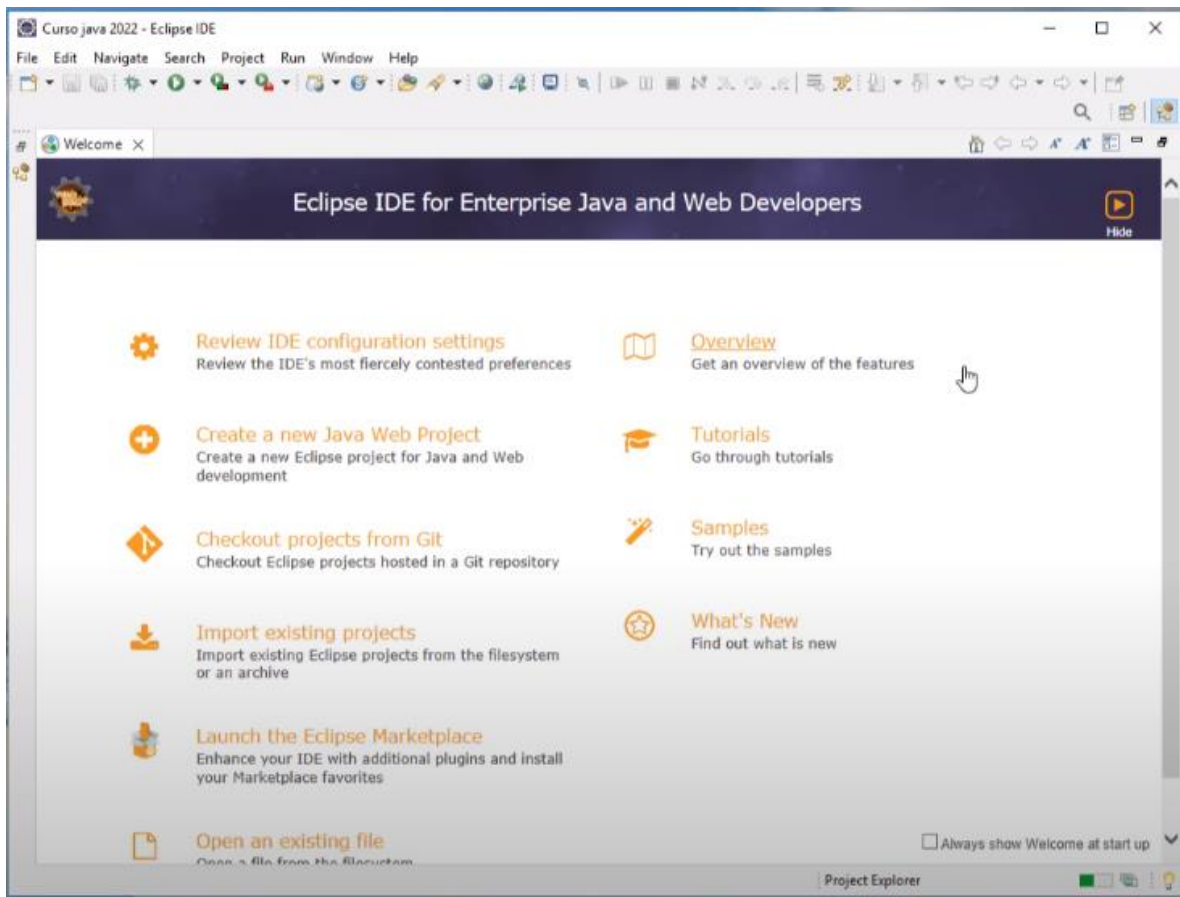 Curso java 2022 - Eclipse IDE
File Edit Navigate Search Project Run Window Help
Welcome
Eclipse IDE for Enterprise Java and Web Developers
Hide
Review IDE configuration settings
Review the IDE's most fiercely contested preferences
Create a new Java Web Project
Create a new Eclipse project for Java and Web
development
Checkout projects from Git
Checkout Eclipse projects hosted in a Git repository
Import existing projects
Import existing Eclipse projects from the filesystem
or an archive
Launch the Eclipse Marketplace
Enhance your IDE with additional plugins and install
your Marketplace favorites
Open an existing file
Open a file from the filesystem
Overview
Get an overview of the features
Tutorials
Go through tutorials
Samples
Try out the samples
What's New
Find out what is new
Always show Welcome at start up
Project Explorer